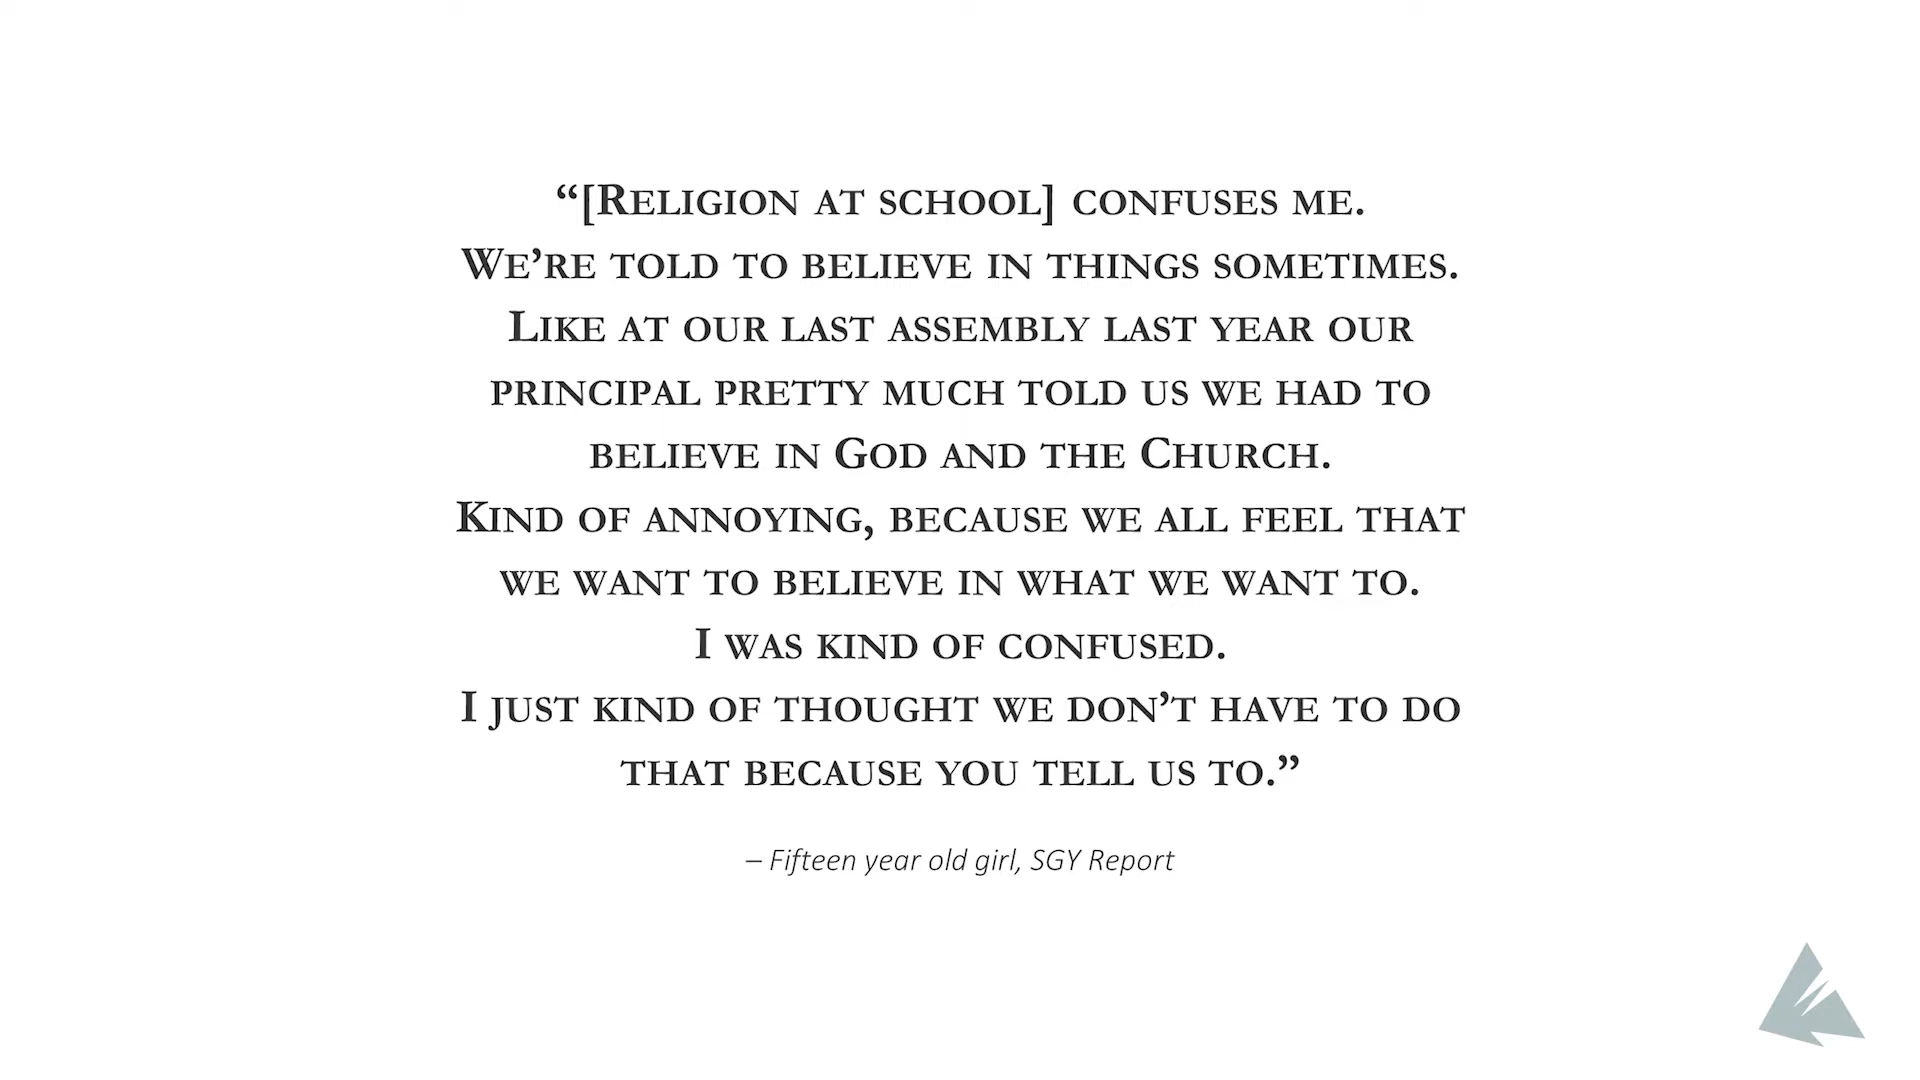 “[Religion at school] confuses me.
We’re told to believe in things sometimes.
Like at our last assembly last year our
principal pretty much told us we had to
believe in God and the Church.
Kind of annoying, because we all feel that
we want to believe in what we want to.
I was kind of confused.
I just kind of thought we don’t have to do
that because you tell us to.”
– Fifteen year old girl, SGY Report